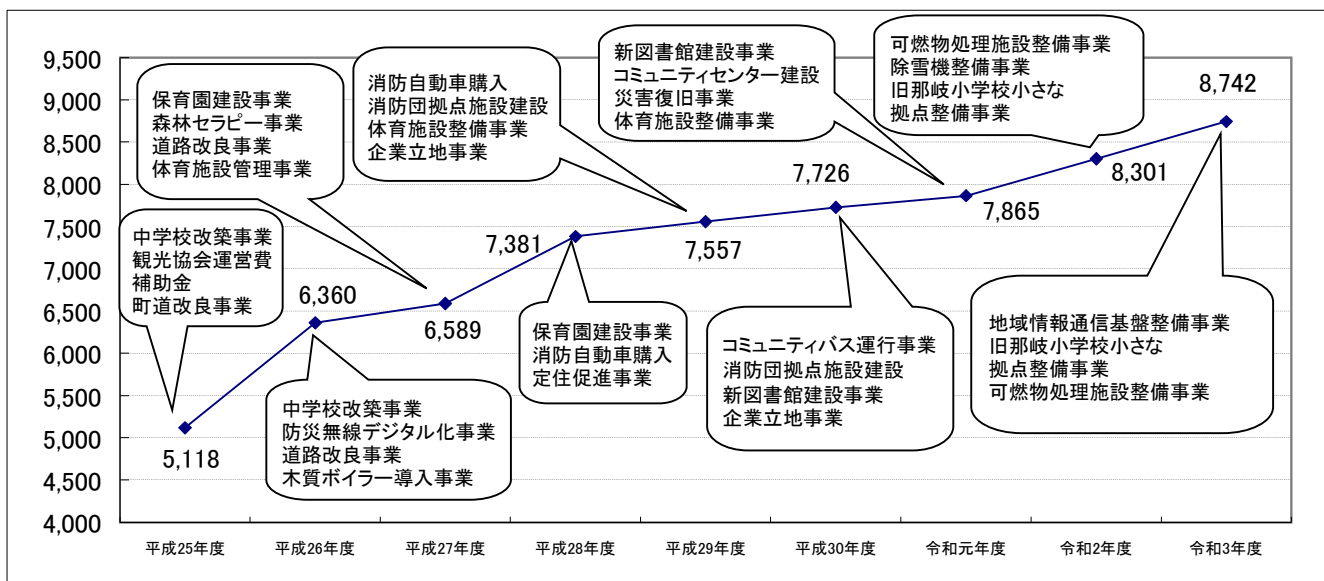 9,500
9,000
8,500
8,000
7,500
7,000
6,500
6,000
5,500
5,000
4,500
4,000
中学校改築事業
観光協会運営費
補助金
町道改良事業
5,118
保育園建設事業
森林セラピー事業
道路改良事業
体育施設管理事業
6,360
中学校改築事業
防災無線デジタル化事業
道路改良事業
木質ボイラー導入事業
6,589
消防自動車購入
消防団拠点施設建設
体育施設整備事業
企業立地事業
7,381
保育園建設事業
消防自動車購入
定住促進事業
7,557
新図書館建設事業
コミュニティセンター建設
災害復旧事業
体育施設整備事業
7,726
コミュニティバス運行事業
消防団拠点施設建設
新図書館建設事業
企業立地事業
7,865
可燃物処理施設整備事業
除雪機整備事業
旧那岐小学校小さな
拠点整備事業
8,301
8,742
地域情報通信基盤整備事業
旧那岐小学校小さな
拠点整備事業
可燃物処理施設整備事業
平成25年度
平成26年度
平成27年度
平成28年度
平成29年度
平成30年度
令和元年度
令和2年度
令和3年度